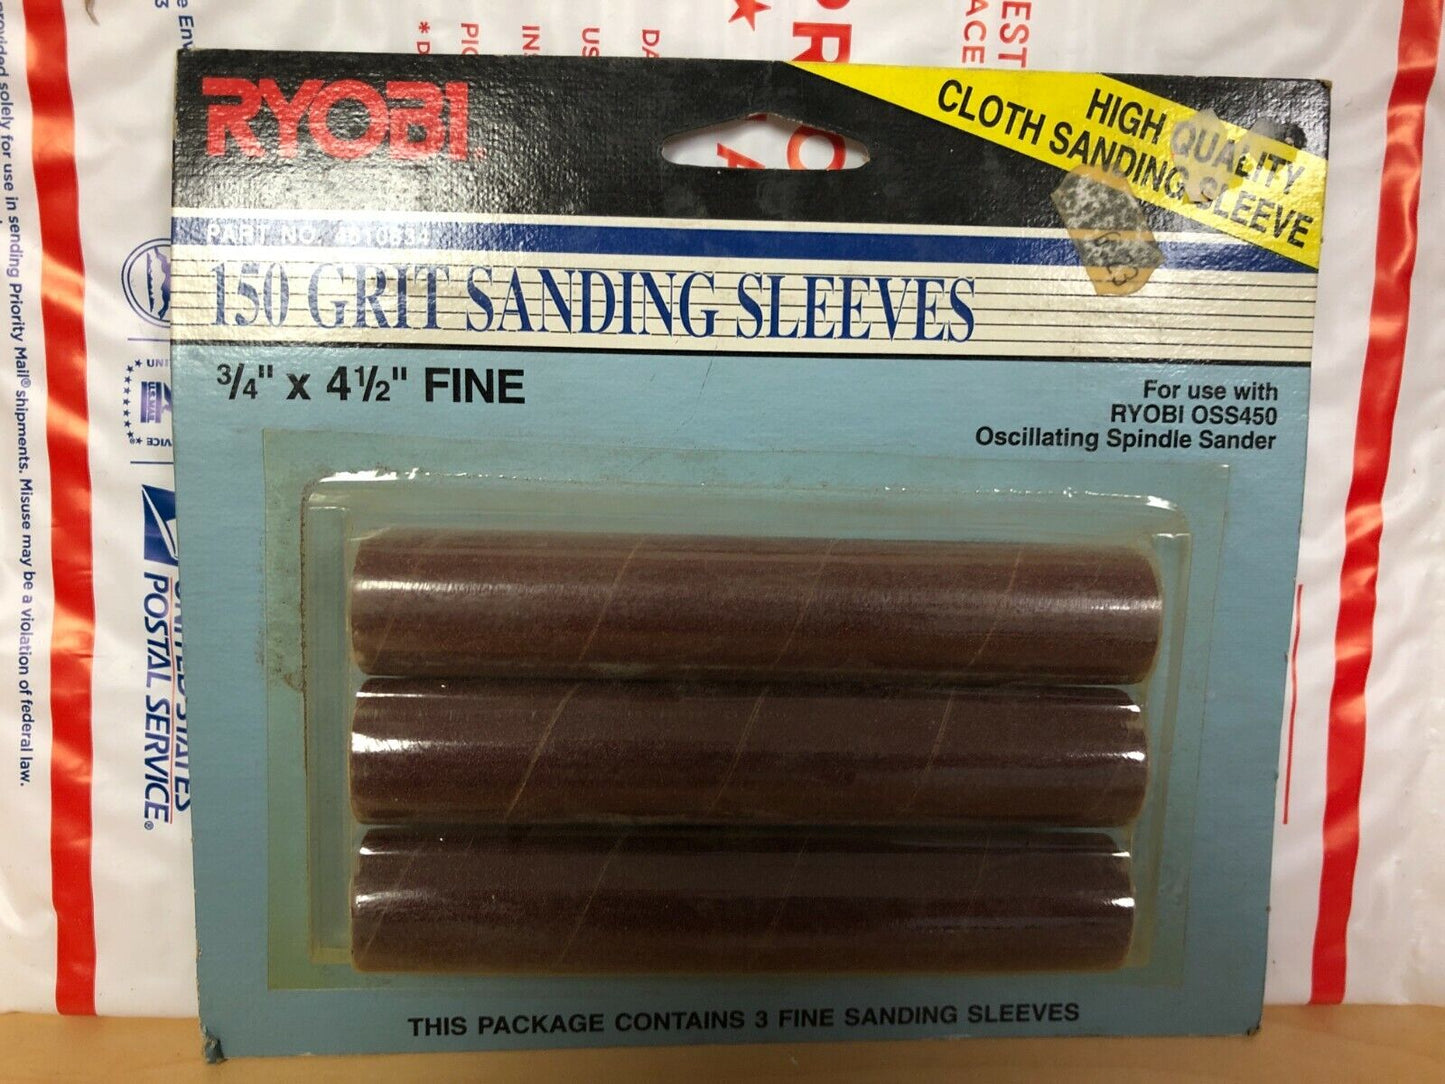 RYOBI
HIGH QUALITY
CLOTH SANDING SLEEVE
PART NO.
150 GRIT SANDING SLEEVES
3/4" x 4 1/2" FINE
For use with
RYOBI OSS450
Oscillating Spindle Sander
THIS PACKAGE CONTAINS 3 FINE SANDING SLEEVES
provided solely for use in sending Priority Mail® shipments. Misuse may be a violation of federal law.
UNITED STATES
POSTAL SERVICE®